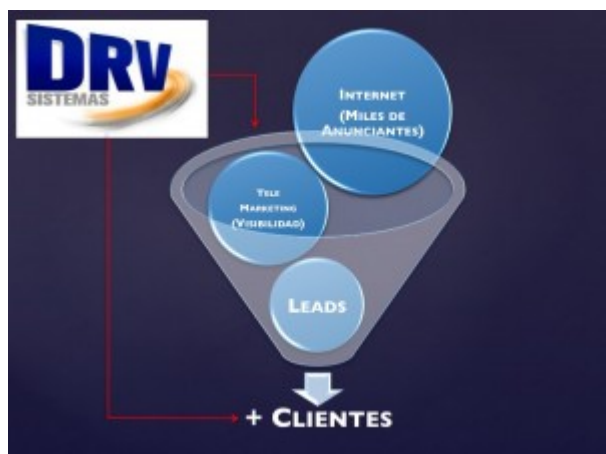 DRV
SISTEMAS
INTERNET
(MILES DE
ANUNCIANTES)
TELE
MARKETING
(VISIBILIDAD)
LEADS
+ CLIENTES